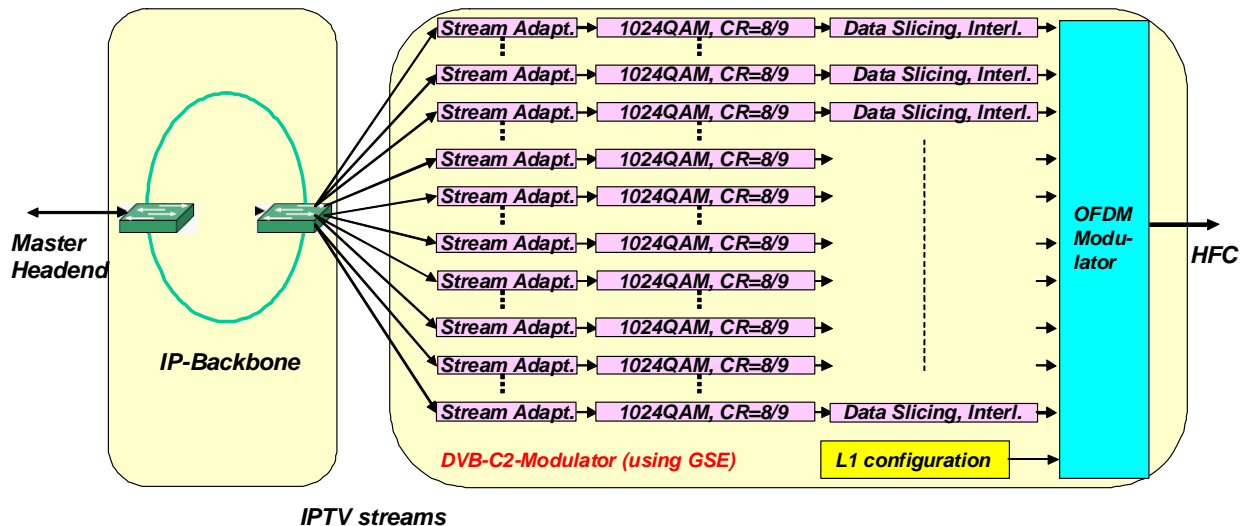 Stream Adapt. 1024QAM, CR=8/9 Data Slicing, Interl.
Stream Adapt. 1024QAM, CR=8/9 Data Slicing, Interl.
Stream Adapt. 1024QAM, CR=8/9 Data Slicing, Interl.
Stream Adapt. 1024QAM, CR=8/9
Stream Adapt. 1024QAM, CR=8/9
Stream Adapt. 1024QAM, CR=8/9
Stream Adapt. 1024QAM, CR=8/9
Stream Adapt. 1024QAM, CR=8/9
Stream Adapt. 1024QAM, CR=8/9
Stream Adapt. 1024QAM, CR=8/9 Data Slicing, Interl.
OFDM
Modu-
lator
Master
Headend
HFC
IP-Backbone
DVB-C2-Modulator (using GSE)
L1 configuration
IPTV streams